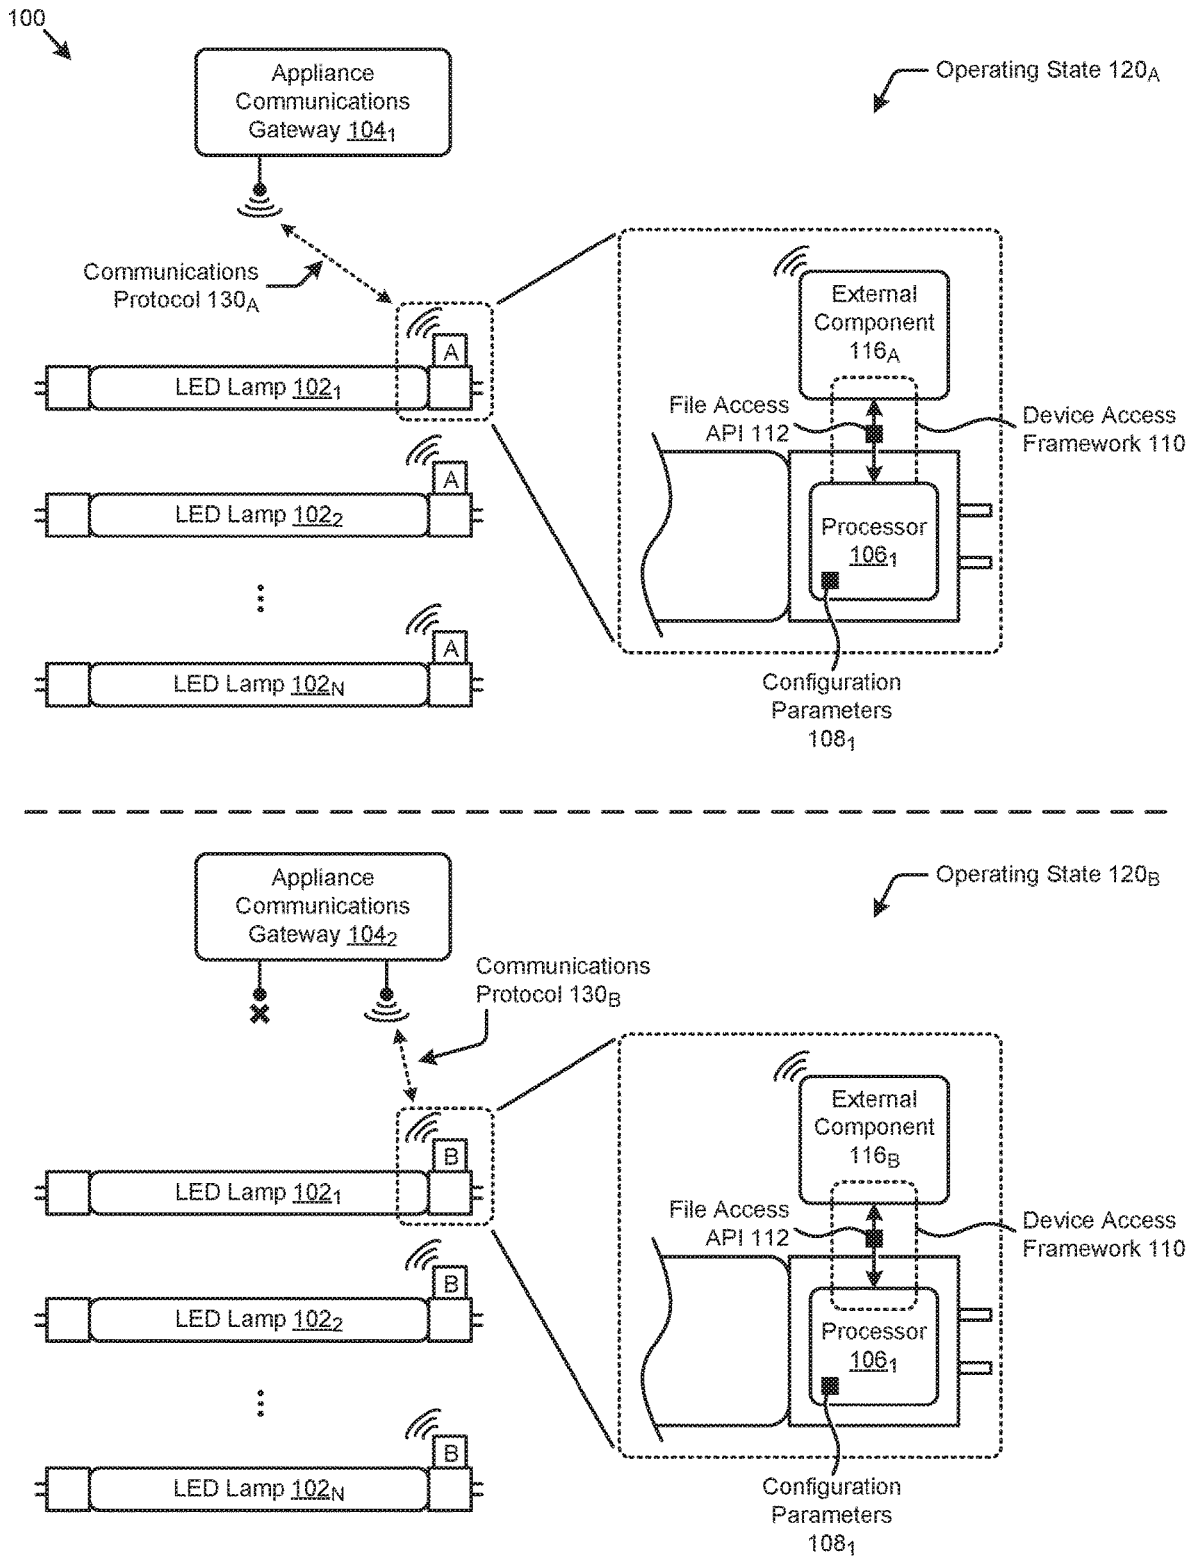 100
Appliance
Communications
Gateway 104₁
Operating State 120A
Communications
Protocol 130A
External
Component
116A
A
LED Lamp 102₁
File Access
API 112
Device Access
Framework 110
A
LED Lamp 102₂
Processor
106₁
A
LED Lamp 102N
Configuration
Parameters
108₁
Appliance
Communications
Gateway 104₂
Operating State 120B
Communications
Protocol 130B
External
Component
116B
B
LED Lamp 102₁
File Access
API 112
Device Access
Framework 110
B
LED Lamp 102₂
Processor
106₁
B
LED Lamp 102N
Configuration
Parameters
108₁